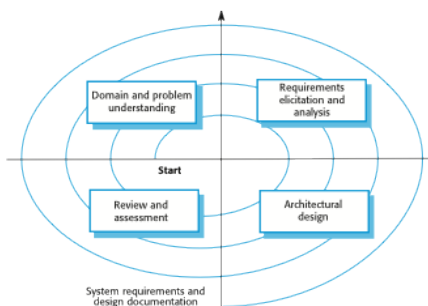 Domain and problem
understanding
Requirements
elicitation and
analysis
Start
Review and
assessment
Architectural
design
System requirements and
design documentation